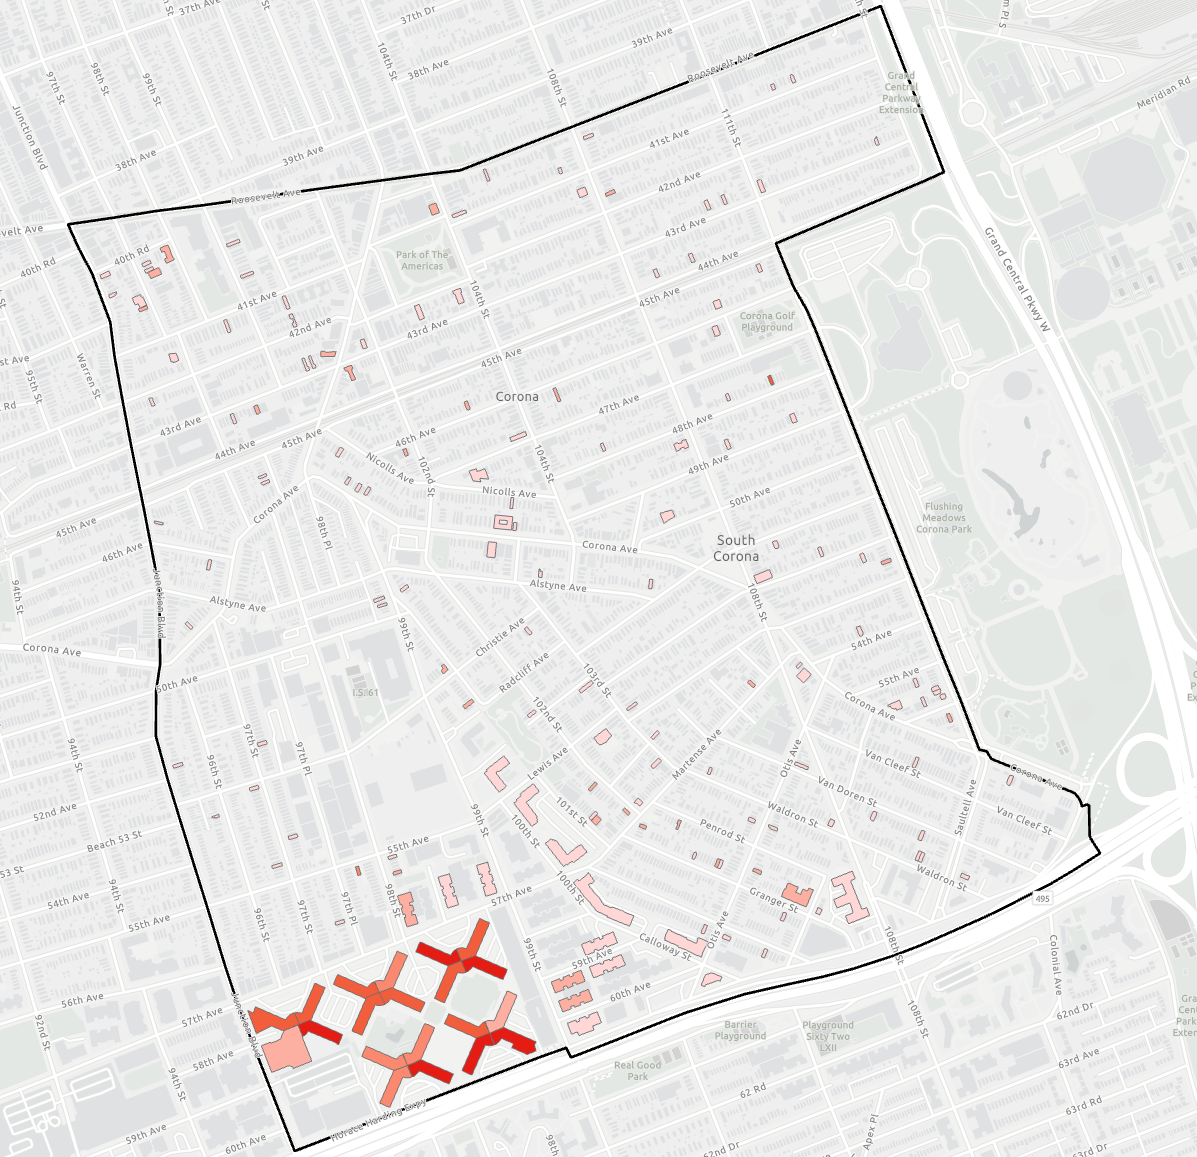 37th Ave
37th Dr
39th Ave
38th Ave
104th St
108th St
97th St
98th St
99th St
Junction Blvd
38th Ave
39th Ave
Roosevelt Ave
Grand
Central
Parkway
Extension
Meridian Rd
111th St
41st Ave
42nd Ave
43rd Ave
44th Ave
45th Ave
Roosevelt Ave
40th Rd
40th Rd
Park of The
Americas
104th St
41st Ave
42nd Ave
43rd Ave
45th Ave
Grand Central Pkwy W
Corona Golf
Playground
Warren St
95th St
Corona
43rd Ave
44th Ave
45th Ave
46th Ave
47th Ave
48th Ave
49th Ave
50th Ave
Nicolls Ave
102nd St
104th St
Nicolls Ave
Corona Ave
98th Pl
45th Ave
46th Ave
94th St
Flushing
Meadows
Corona Park
South
Corona
Corona Ave
Alstyne Ave
Alstyne Ave
Junction Blvd
108th St
Corona Ave
50th Ave
99th St
Christie Ave
Radcliff Ave
103rd St
102nd St
54th Ave
55th Ave
Corona Ave
I.S. 61
94th St
96th St
97th St
97th Pl
Lewis Ave
Martense Ave
Otis Ave
Van Cleef St
Corona Ave
Van Doren St
Saultell Ave
Van Cleef St
52nd Ave
Beach 53 St
54th Ave
55th Ave
94th St
55th Ave
99th St
100th St
101st St
Penrod St
Waldron St
Waldron St
Granger St
495
96th St
97th St
97th Pl
98th St
57th Ave
100th St
99th St
Calloway St
Otis Ave
108th St
59th Ave
60th Ave
Colonial Ave
56th Ave
57th Ave
58th Ave
Junction Blvd
92nd St
94th St
59th Ave
60th Ave
Horace Harding Expy
98th St
Real Good
Park
Barrier
Playground
Playground
Sixty Two
LXII
108th St
62nd Dr
62 Rd
62nd Dr
Apex Pl
63rd Ave
63rd Rd
63rd Dr